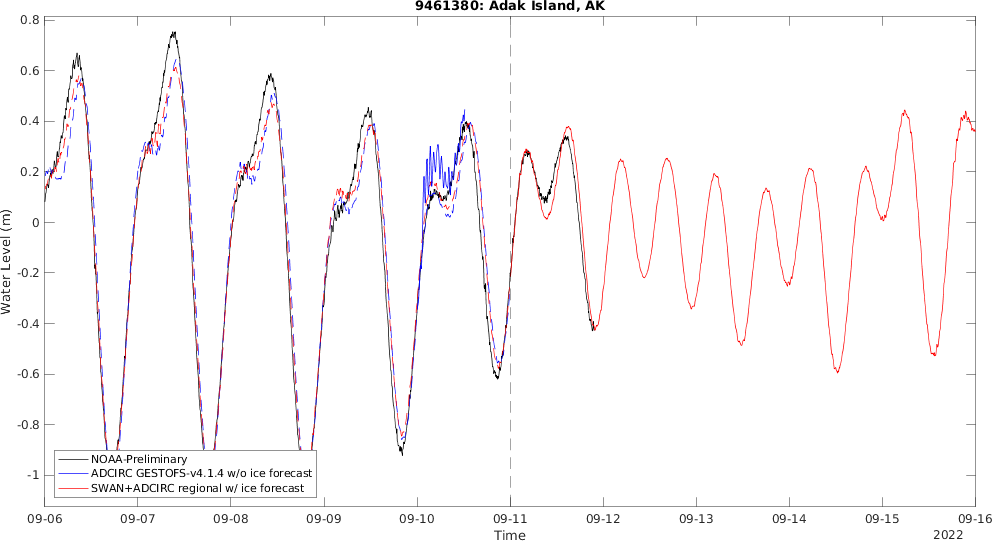 9461380: Adak Island, AK
0.8
0.6
0.4
0.2
0
-0.2
-0.4
-0.6
-0.8
-1
Water Level (m)
NOAA-Preliminary
ADCIRC GESTOFS-v4.1.4 w/o ice forecast
SWAN+ADCIRC regional w/ ice forecast
09-06 09-07 09-08 09-09 09-10 09-11 09-12 09-13 09-14 09-15 09-16
Time
2022